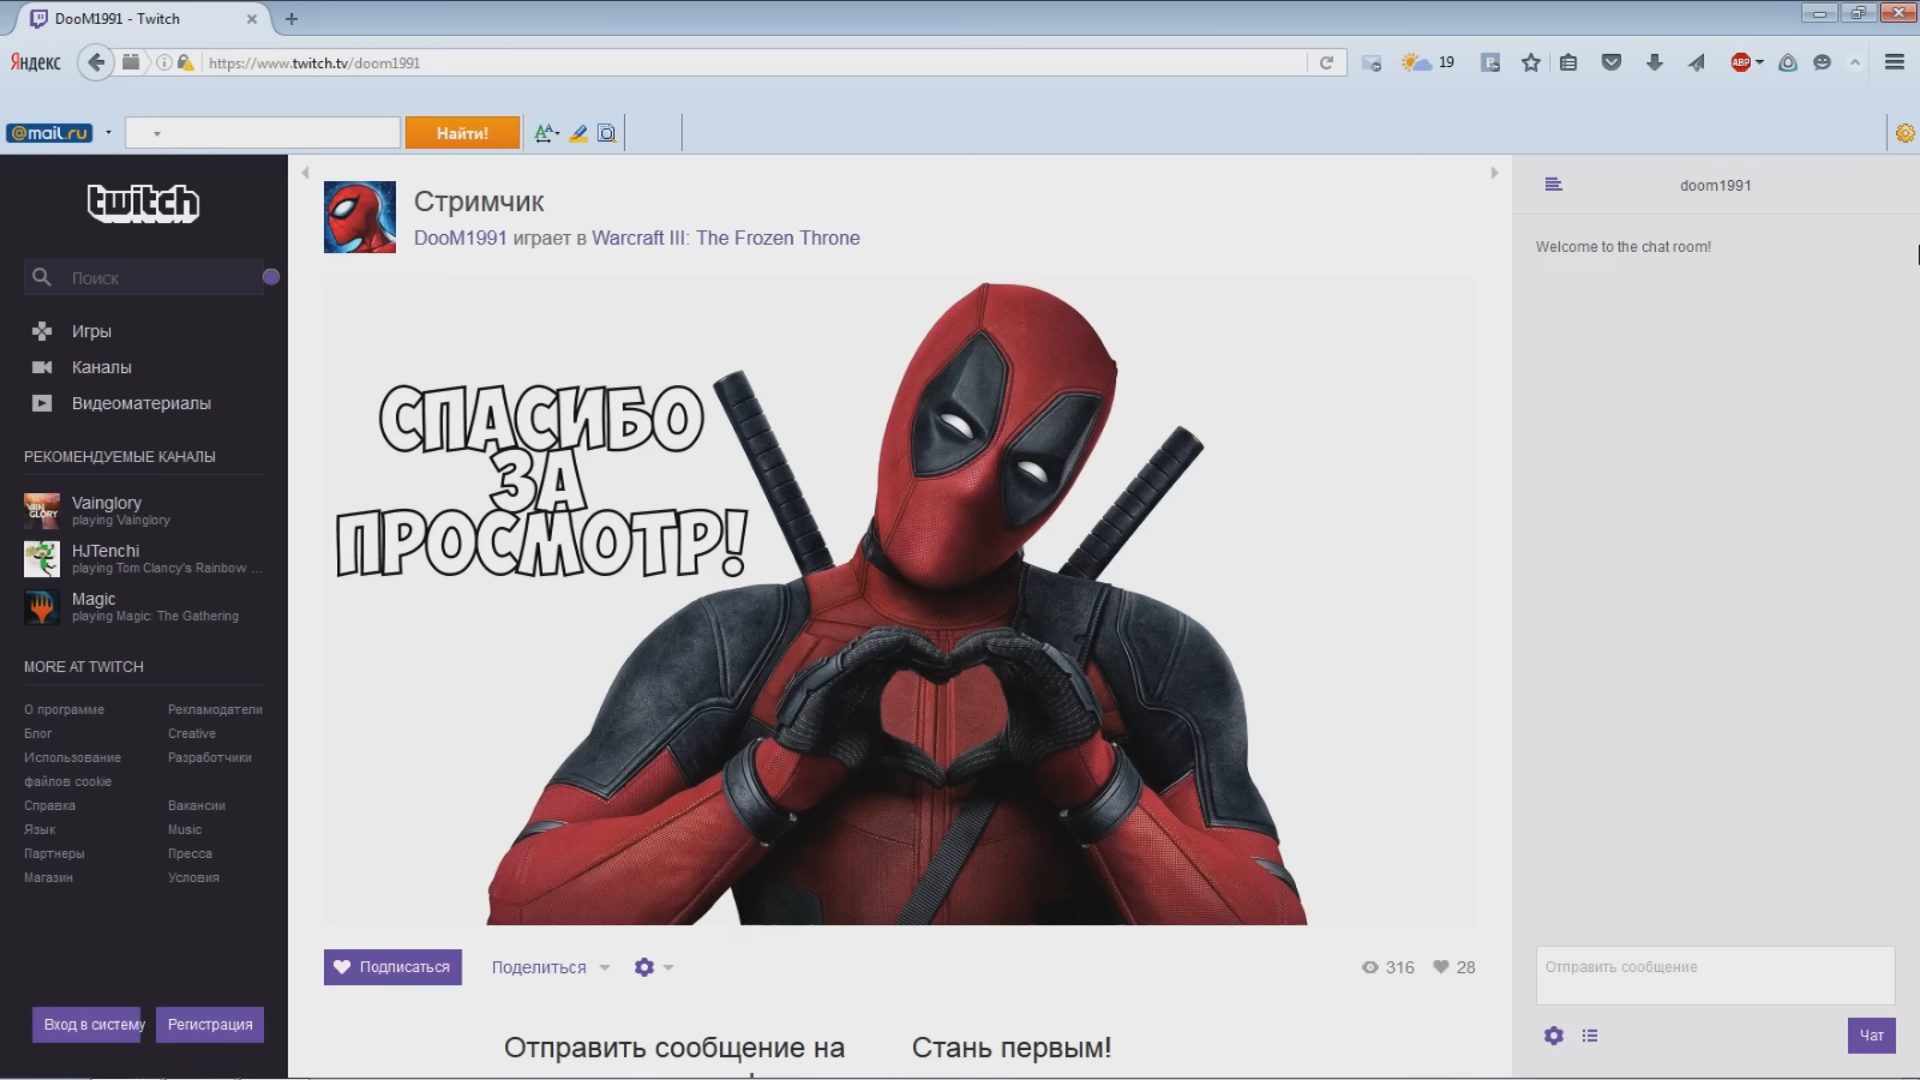 DooM1991 - Twitch
Яндекс
https://www.twitch.tv/doom1991
19
ABP
@mail.ru
Найти!
twitch
Поиск
Игры
Каналы
Видеоматериалы
РЕКОМЕНДУЕМЫЕ КАНАЛЫ
Vainglory
playing Vainglory
HJTenchi
playing Tom Clancy's Rainbow ...
Magic
playing Magic: The Gathering
MORE AT TWITCH
О программе
Рекламодатели
Блог
Creative
Использование файлов cookie
Разработчики
Справка
Вакансии
Язык
Music
Партнеры
Пресса
Магазин
Условия
Вход в систему
Регистрация
Стримчик
DooM1991 играет в Warcraft III: The Frozen Throne
СПАСИБО
ЗА
ПРОСМОТР!
Подписаться
Поделиться
316
28
Отправить сообщение на
Стань первым!
doom1991
Welcome to the chat room!
Отправить сообщение
Чат